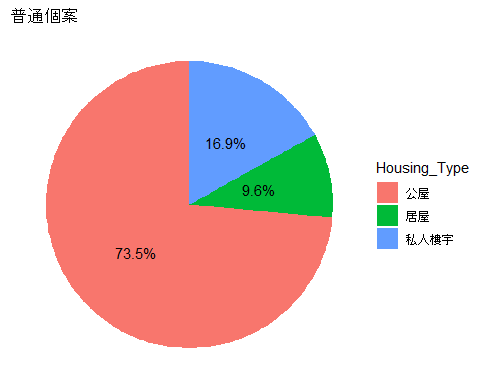 普通個案
16.9%
9.6%
73.5%
Housing_Type
公屋
居屋
私人樓宇